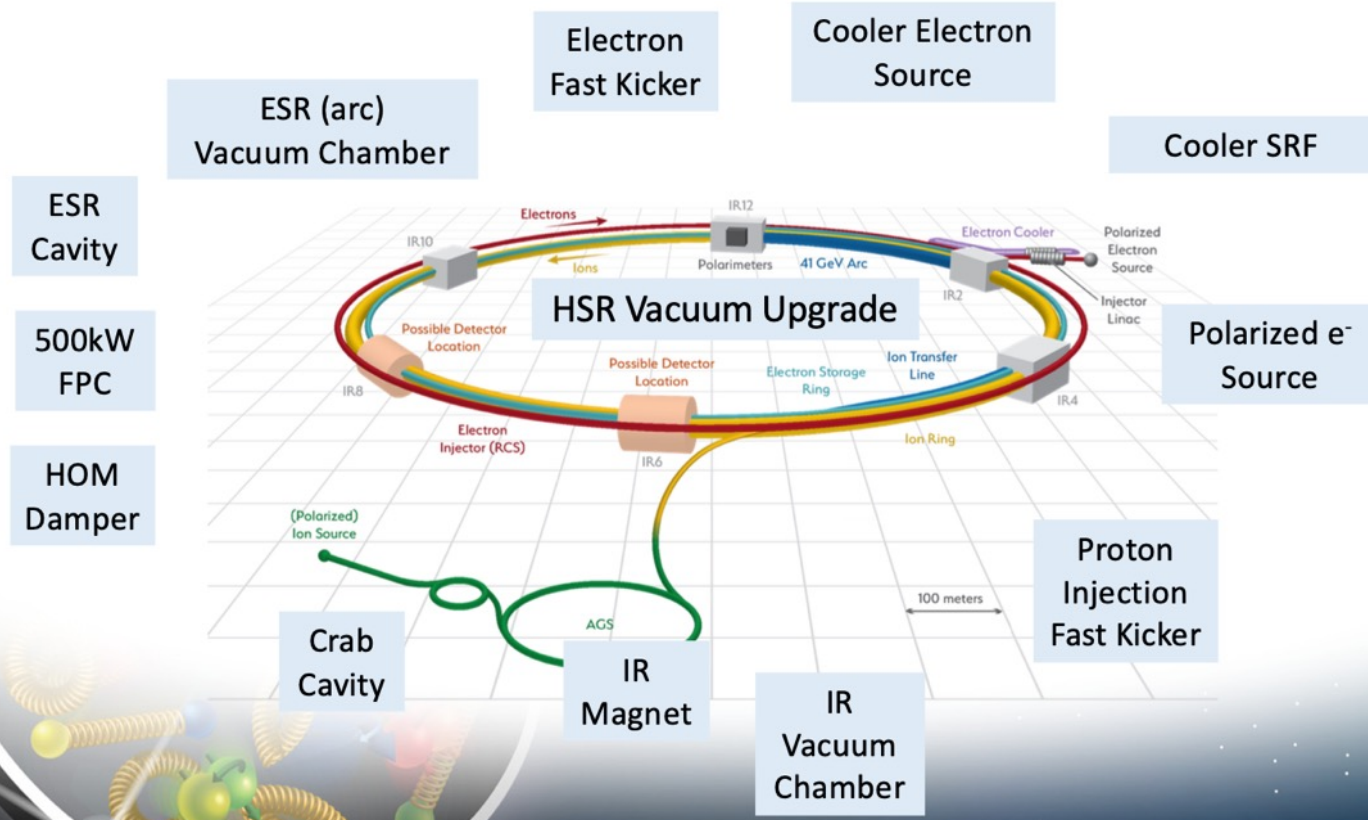 Electron
Fast Kicker
Cooler Electron
Source
ESR (arc)
Vacuum Chamber
Cooler SRF
ESR
Cavity
IR12
Electrons
IR10
Ions
Polarimeters
41 GeV Arc
Electron Cooler
Polarized
Electron
Source
IR2
Injector
Linac
HSR Vacuum Upgrade
500kW
FPC
Possible Detector
Location
Possible Detector
Location
Electron Storage
Ring
Ion Transfer
Line
Polarized e⁻
Source
IR8
IR4
Electron
Injector (RCS)
IR6
Ion Ring
HOM
Damper
(Polarized)
Ion Source
Proton
Injection
Fast Kicker
100 meters
AGS
Crab
Cavity
IR
Magnet
IR
Vacuum
Chamber